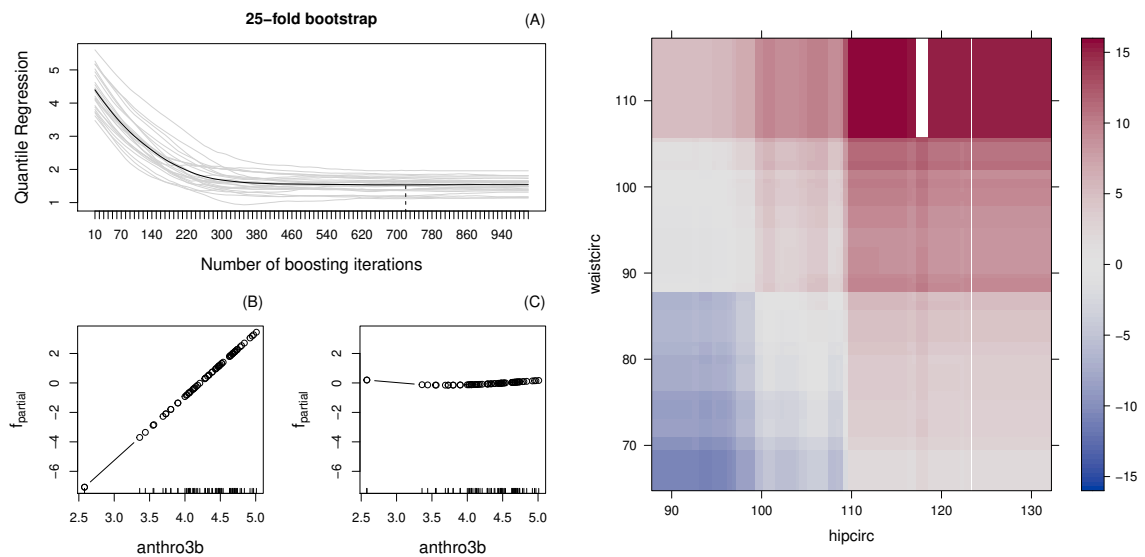 25−fold bootstrap
(A)
Quantile Regression
5
4
3
2
1
10 70 140 220 300 380 460 540 620 700 780 860 940
Number of boosting iterations
(B)
f_partial
2
0
−2
−4
−6
2.5 3.0 3.5 4.0 4.5 5.0
anthro3b
(C)
f_partial
2
0
−2
−4
−6
2.5 3.0 3.5 4.0 4.5 5.0
anthro3b
waistcirc
110
100
90
80
70
90 100 110 120 130
hipcirc
15
10
5
0
−5
−10
−15